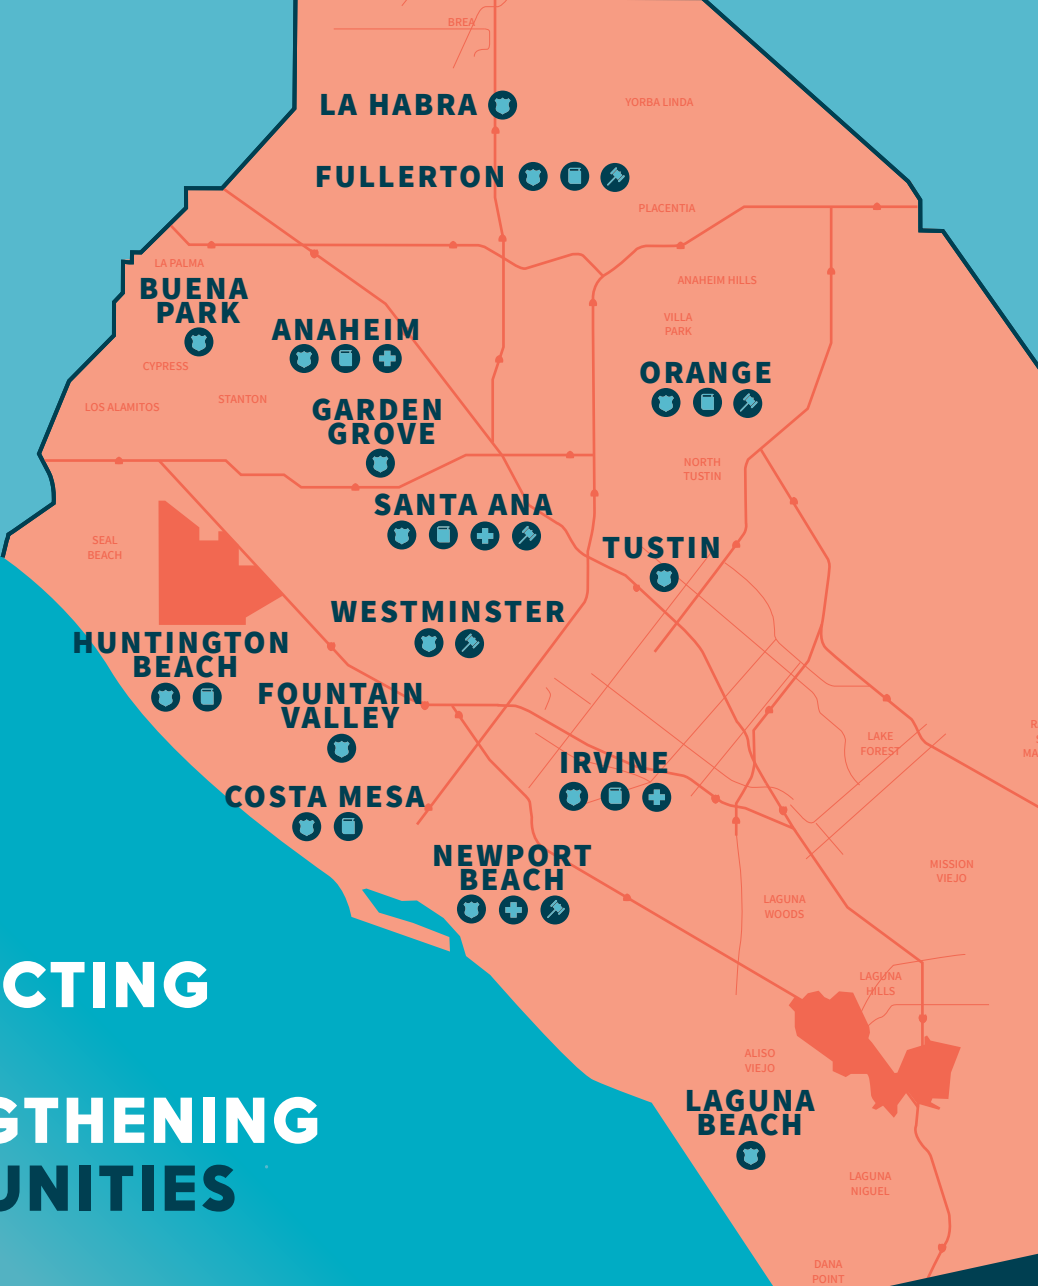 BREA
LA HABRA
YORBA LINDA
FULLERTON
PLACENTIA
LA PALMA
BUENA
PARK
ANAHEIM HILLS
VILLA
PARK
ANAHEIM
CYPRESS
ORANGE
STANTON
LOS ALAMITOS
GARDEN
GROVE
NORTH
TUSTIN
SANTA ANA
SEAL
BEACH
TUSTIN
WESTMINSTER
HUNTINGTON
BEACH
FOUNTAIN
VALLEY
LAKE
FOREST
IRVINE
COSTA MESA
NEWPORT
BEACH
MISSION
VIEJO
LAGUNA
WOODS
CTING
LAGUNA
HILLS
ALISO
VIEJO
GTHENING
LAGUNA
BEACH
UNITIES
LAGUNA
NIGUEL
DANA
POINT